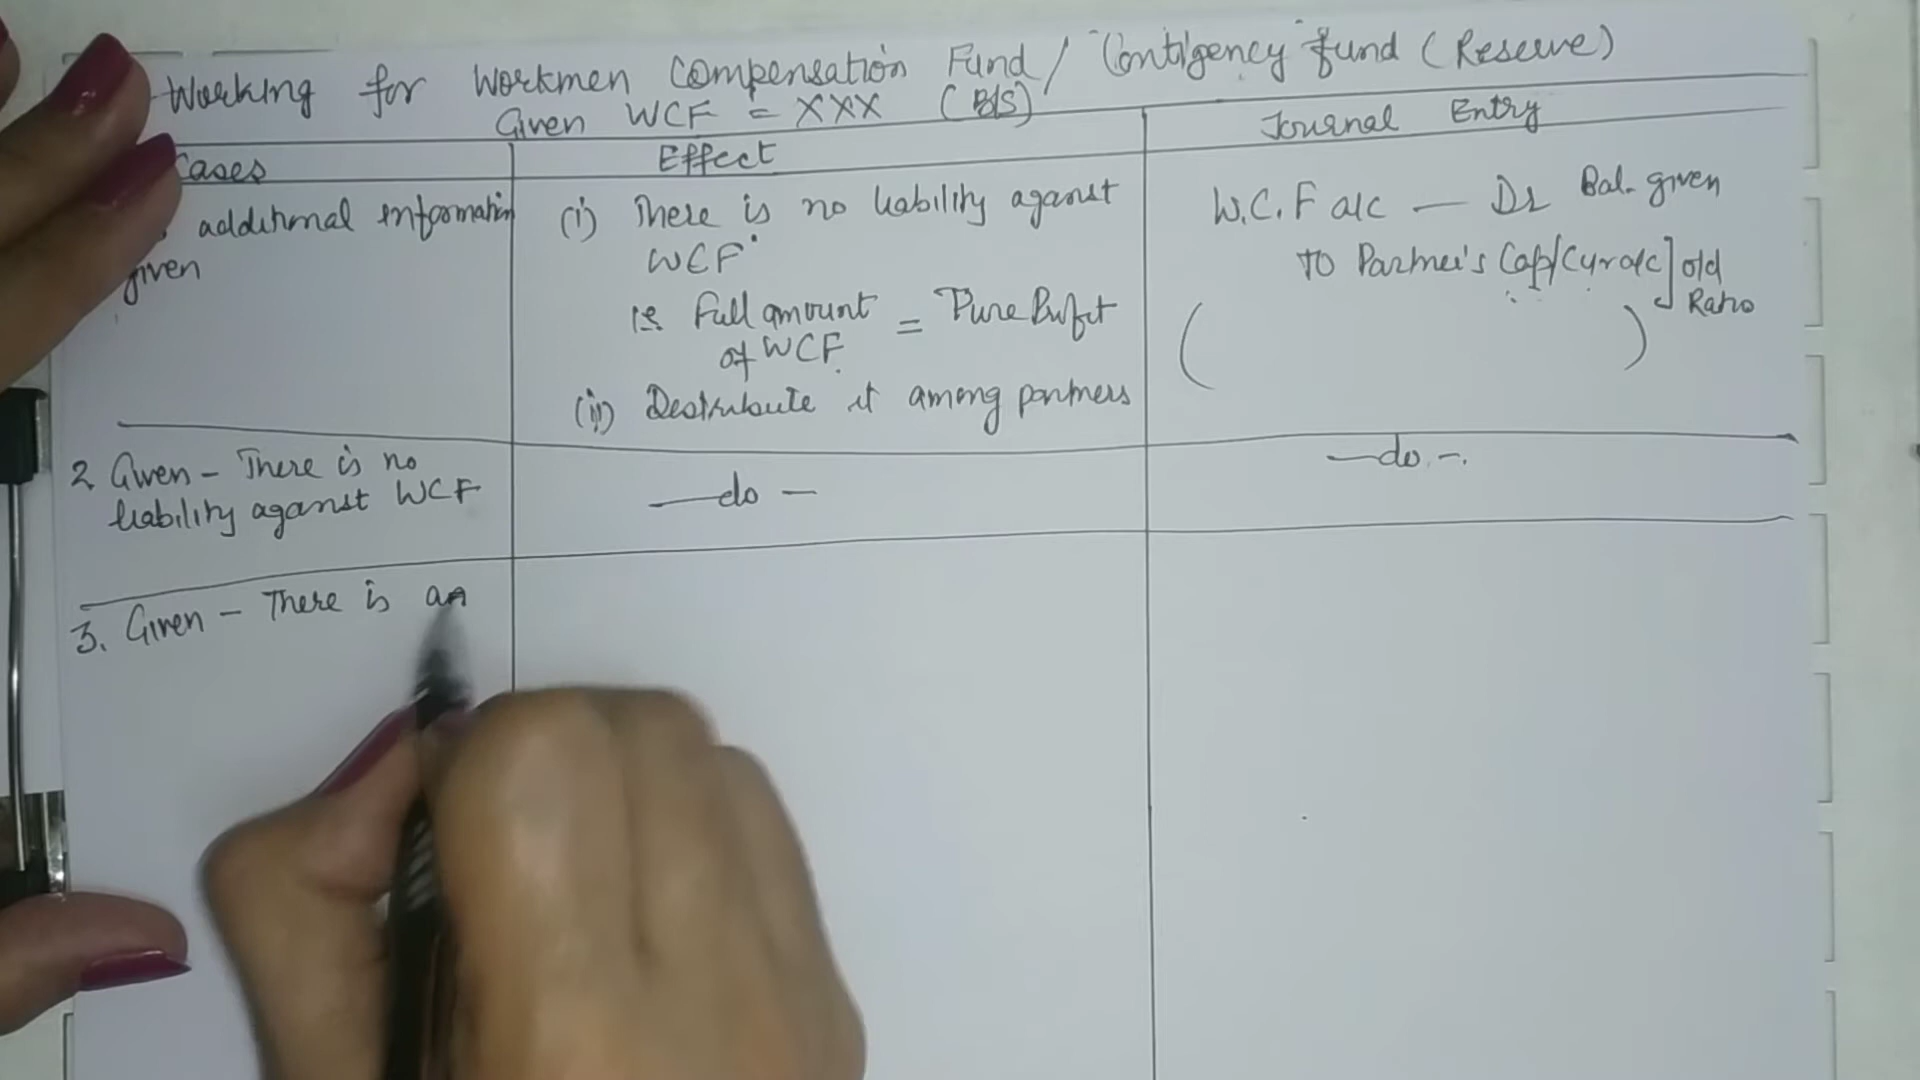 Working for Workmen Compensation Fund / "Contigency" fund (Reserve)
Given WCF = XXX (B/S)
Cases
Effect
Journal Entry
additional information
given
(i) There is no liability against
WCF
ie Full amount = Pure Profit
of WCF
(ii) Destribute it among partners
W.C.F a/c — Dr Bal. given
To Partner's Cap/Cur a/c] old
Ratio
( )
2 Given - There is no
liability against WCF
— do —
— do —.
3. Given - There is an